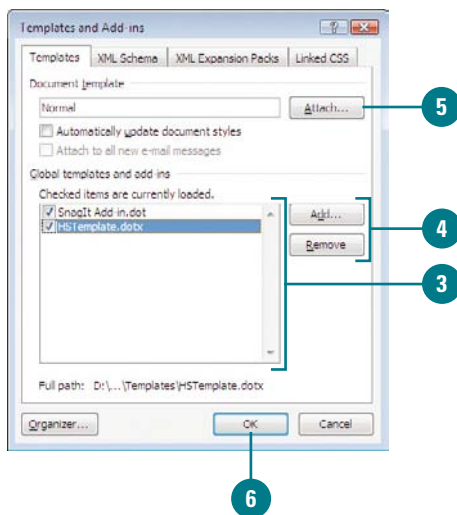 Templates and Add-ins
Templates XML Schema XML Expansion Packs Linked CSS
Document template
Normal
Attach...
5
Automatically update document styles
Attach to all new e-mail messages
Global templates and add-ins
Checked items are currently loaded.
SnagIt Add-in.dot
HSTemplate.dotx
Add...
Remove
4
3
Full path: D:\...\Templates\HSTemplate.dotx
Organizer... OK Cancel
6